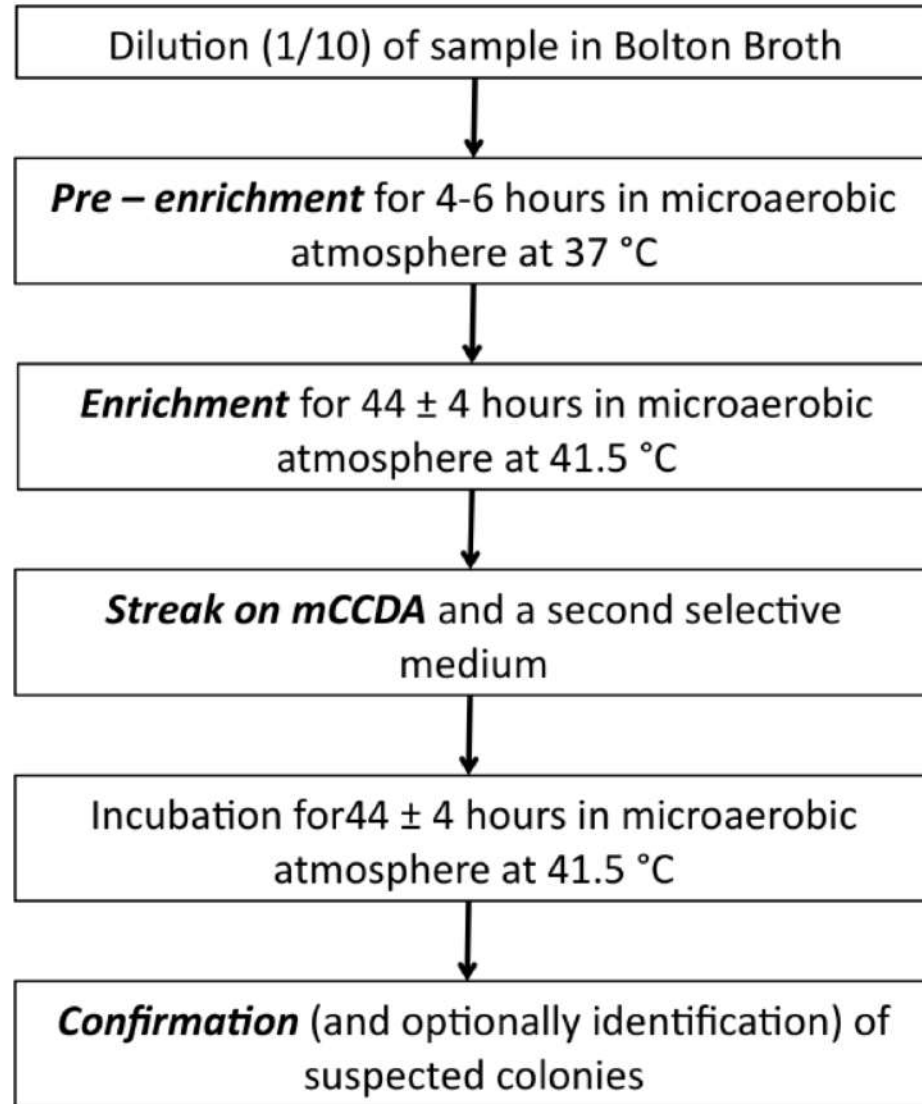 Dilution (1/10) of sample in Bolton Broth
Pre – enrichment for 4-6 hours in microaerobic
atmosphere at 37 °C
Enrichment for 44 ± 4 hours in microaerobic
atmosphere at 41.5 °C
Streak on mCCDA and a second selective
medium
Incubation for44 ± 4 hours in microaerobic
atmosphere at 41.5 °C
Confirmation (and optionally identification) of
suspected colonies